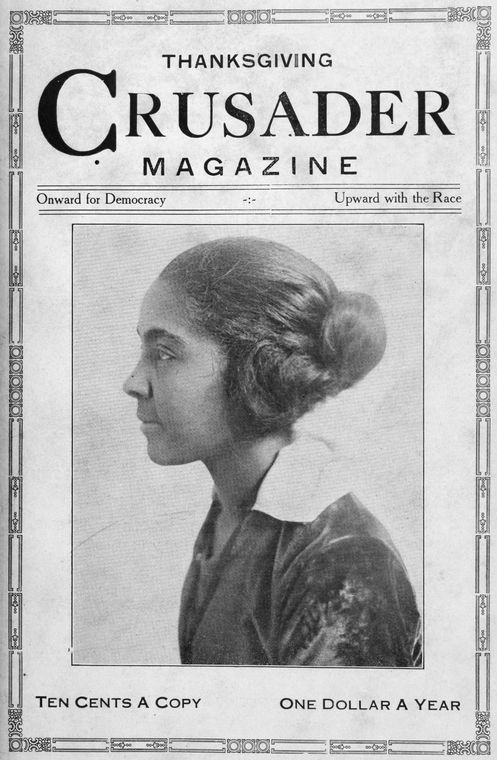 THANKSGIVING
CRUSADER
MAGAZINE
Onward for Democracy -:- Upward with the Race
TEN CENTS A COPY ONE DOLLAR A YEAR